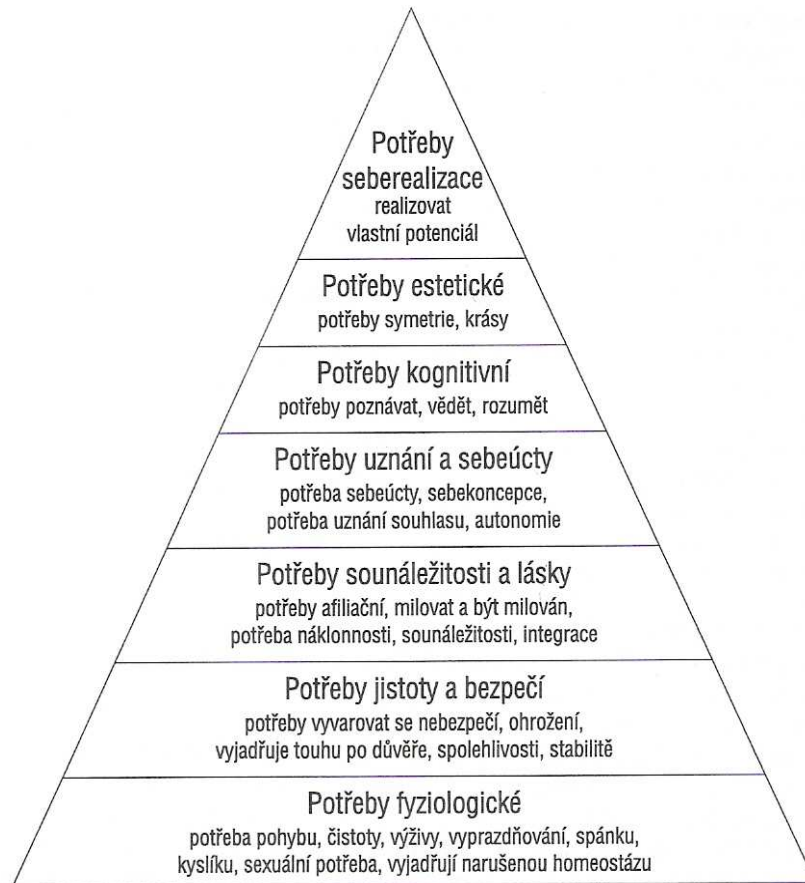 Potřeby
seberealizace
realizovat
vlastní potenciál
Potřeby estetické
potřeby symetrie, krásy
Potřeby kognitivní
potřeby poznávat, vědět, rozumět
Potřeby uznání a sebeúcty
potřeba sebeúcty, sebekoncepce,
potřeba uznání souhlasu, autonomie
Potřeby sounáležitosti a lásky
potřeby afiliační, milovat a být milován,
potřeba náklonnosti, sounáležitosti, integrace
Potřeby jistoty a bezpečí
potřeby vyvarovat se nebezpečí, ohrožení,
vyjadřuje touhu po důvěře, spolehlivosti, stabilitě
Potřeby fyziologické
potřeba pohybu, čistoty, výživy, vyprazdňování, spánku,
kyslíku, sexuální potřeba, vyjadřují narušenou homeostázu